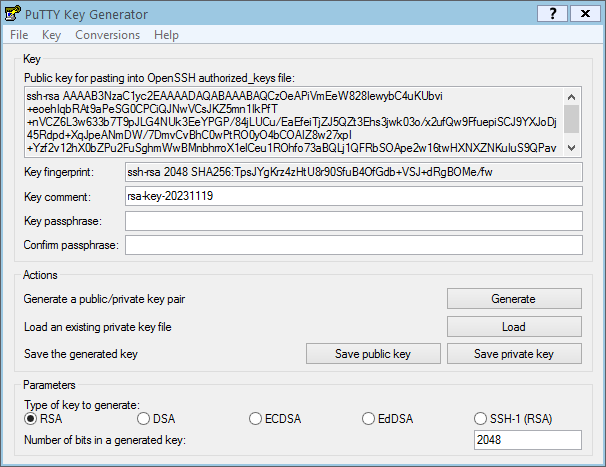 PuTTY Key Generator
? ×
File Key Conversions Help
Key
Public key for pasting into OpenSSH authorized_keys file:
ssh-rsa AAAAB3NzaC1yc2EAAAADAQABAAABAQCzOeAPiVmEeW828IewybC4uKUbvi
+eoehIqbRAt9aPeSG0CPCiQJNwVCsJKZ5mn1IkPfT
+nVCZ6L3w633b7T9pJLG4NUk3EeYPGP/84jLUCu/EaEfeiTjZJ5QZt3Ehs3jwk03o/x2ufQw9FfuepiSCJ9YXJoDj
45Rdpd+XqJpeANmDW/7DmvCvBhC0wPtRO0yO4bCOAIZ8w27xpI
+Yzf2v12hX0bZPu2FuSghmWwBMnbhrroX1elCeu1ROhfo73aBQLj1QFRbSOApe2w16twHXNXZNKuIuS9QPav
Key fingerprint:
ssh-rsa 2048 SHA256:TpsJYgKrz4zHtU8r90SfuB4OfGdb+VSJ+dRgBOMe/fw
Key comment:
rsa-key-20231119
Key passphrase:
Confirm passphrase:
Actions
Generate a public/private key pair
Generate
Load an existing private key file
Load
Save the generated key
Save public key
Save private key
Parameters
Type of key to generate:
RSA
DSA
ECDSA
EdDSA
SSH-1 (RSA)
Number of bits in a generated key:
2048